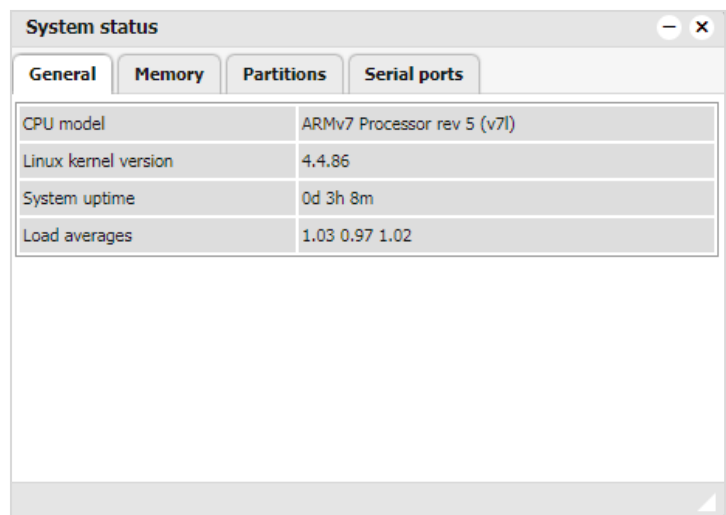 System status
General Memory Partitions Serial ports
CPU model ARMv7 Processor rev 5 (v7l)
Linux kernel version 4.4.86
System uptime 0d 3h 8m
Load averages 1.03 0.97 1.02